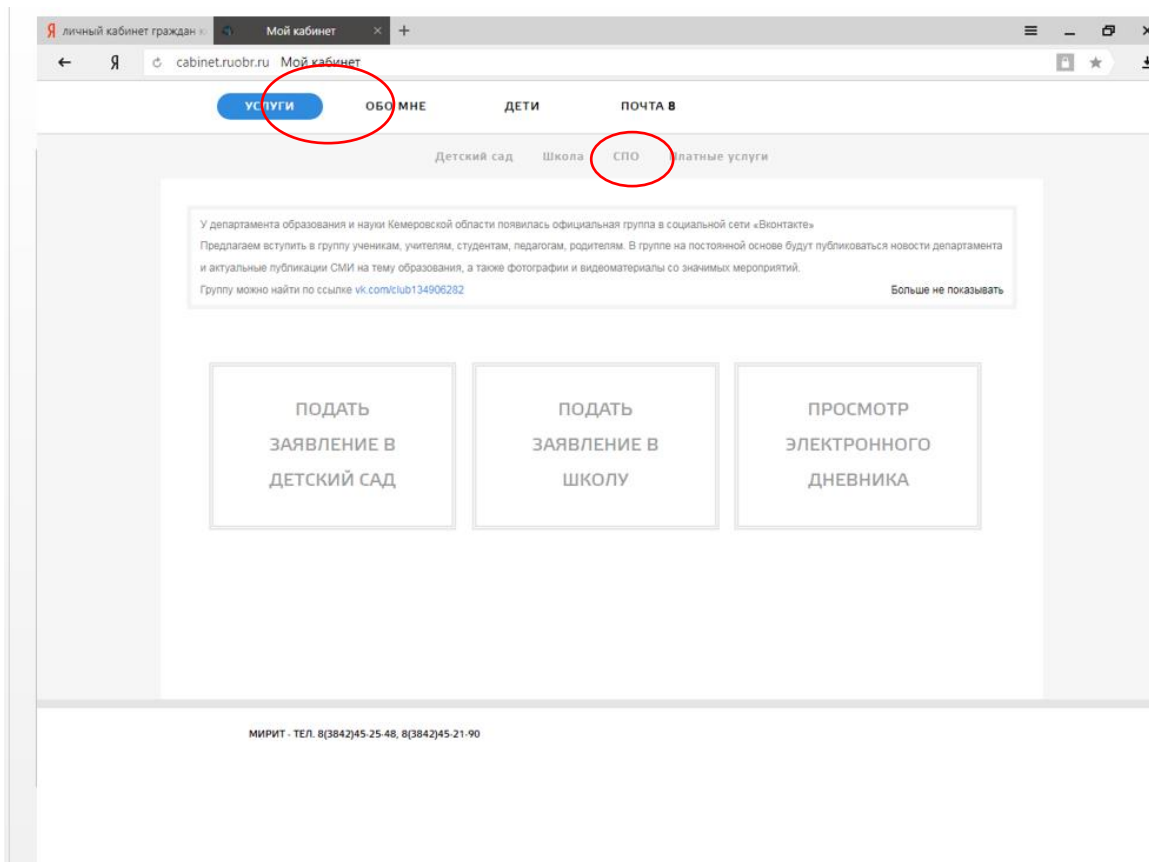 Я личный кабинет граждан Мой кабинет × +
Я cabinet.ruobr.ru Мой кабинет
УСЛУГИ ОБО МНЕ ДЕТИ ПОЧТА 8
Детский сад Школа СПО Платные услуги
У департамента образования и науки Кемеровской области появилась официальная группа в социальной сети «Вконтакте»
Предлагаем вступить в группу ученикам, учителям, студентам, педагогам, родителям. В группе на постоянной основе будут публиковаться новости департамента
и актуальные публикации СМИ на тему образования, а также фотографии и видеоматериалы со значимых мероприятий.
Группу можно найти по ссылке vk.com/club134906282 Больше не показывать
ПОДАТЬ
ЗАЯВЛЕНИЕ В
ДЕТСКИЙ САД
ПОДАТЬ
ЗАЯВЛЕНИЕ В
ШКОЛУ
ПРОСМОТР
ЭЛЕКТРОННОГО
ДНЕВНИКА
МИРИТ - ТЕЛ. 8(3842)45-25-48, 8(3842)45-21-90